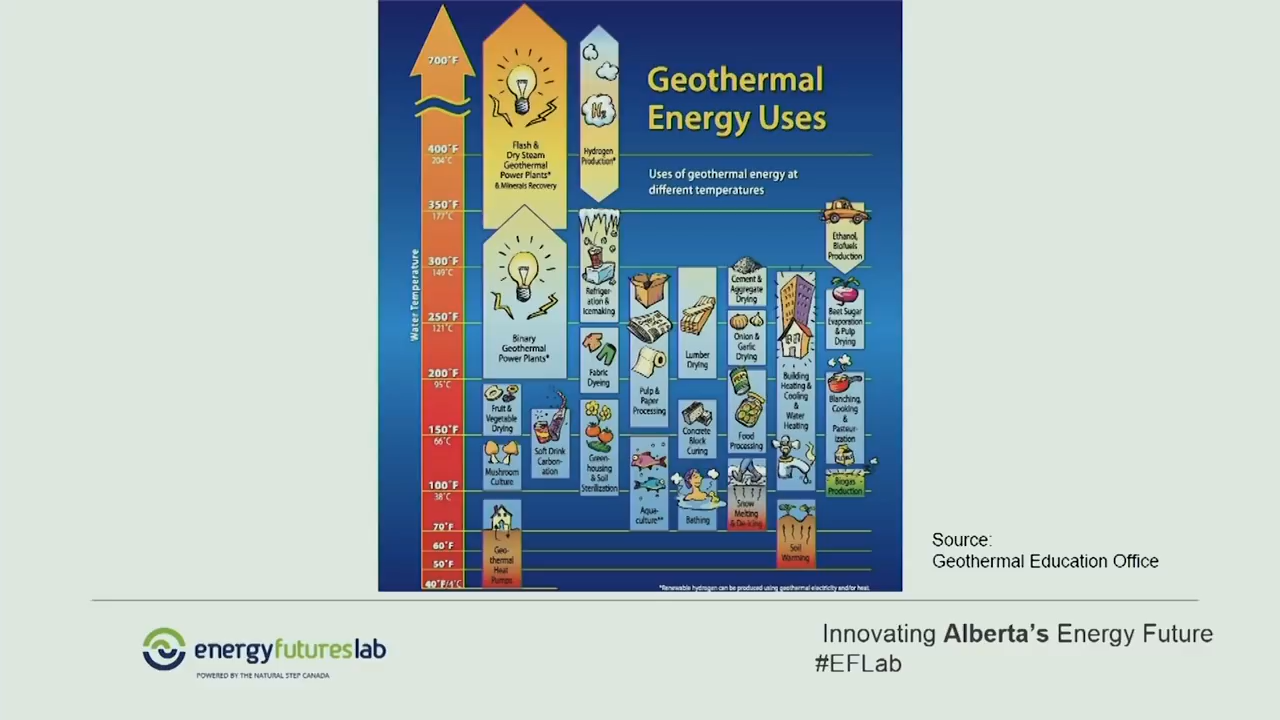 Geothermal
Energy Uses
Uses of geothermal energy at
different temperatures
Water Temperature
700°F
400°F
204°C
350°F
177°C
300°F
149°C
250°F
121°C
200°F
95°C
150°F
66°C
100°F
38°C
70°F
60°F
50°F
40°F/4°C
Flash &
Dry Steam
Geothermal
Power Plants*
& Minerals Recovery
Binary
Geothermal
Power Plants*
Fruit &
Vegetable
Drying
Mushroom
Culture
Geo-
thermal
Heat
Pumps
Soft Drink
Carbon-
ation
H₂
Hydrogen
Production*
Refriger-
ation &
Icemaking
Fabric
Dyeing
Green-
housing
& Soil
Sterilization
Pulp &
Paper
Processing
Aqua-
culture**
Lumber
Drying
Concrete
Block
Curing
Bathing
Cement &
Aggregate
Drying
Onion &
Garlic
Drying
Food
Processing
Snow
Melting
& De-icing
Building
Heating &
Cooling
&
Water
Heating
Soil
Warming
Ethanol,
Biofuels
Production
Beet Sugar
Evaporation
& Pulp
Drying
Blanching,
Cooking
&
Pasteur-
ization
Biogas
Production
*Renewable hydrogen can be produced using geothermal electricity and/or heat.
Source:
Geothermal Education Office
energyfutureslab
POWERED BY THE NATURAL STEP CANADA
Innovating Alberta's Energy Future
#EFLab